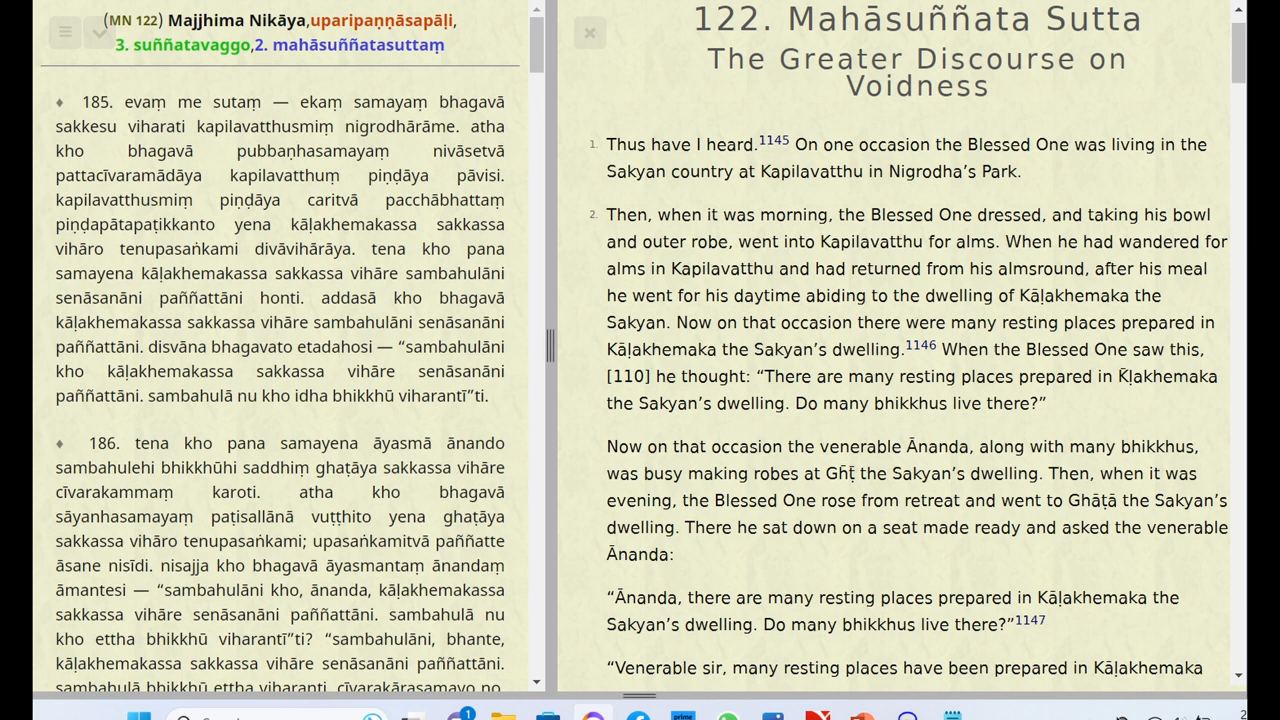 (MN 122) Majjhima Nikāya,uparipaṇṇāsapāḷi,
3. suññatavaggo,2. mahāsuññatasuttaṃ
♦ 185. evaṃ me sutaṃ — ekaṃ samayaṃ bhagavā
sakkesu viharati kapilavatthusmiṃ nigrodhārāme. atha
kho bhagavā pubbaṇhasamayaṃ nivāsetvā
pattacīvaramādāya kapilavatthuṃ piṇḍāya pāvisi.
kapilavatthusmiṃ piṇḍāya caritvā pacchābhattaṃ
piṇḍapātapaṭikkanto yena kāḷakhemakassa sakkassa
vihāro tenupasaṅkami divāvihārāya. tena kho pana
samayena kāḷakhemakassa sakkassa vihāre sambahulāni
senāsanāni paññattāni honti. addasā kho bhagavā
kāḷakhemakassa sakkassa vihāre sambahulāni senāsanāni
paññattāni. disvāna bhagavato etadahosi — “sambahulāni
kho kāḷakhemakassa sakkassa vihāre senāsanāni
paññattāni. sambahulā nu kho idha bhikkhū viharantī”ti.
♦ 186. tena kho pana samayena āyasmā ānando
sambahulehi bhikkhūhi saddhiṃ ghaṭāya sakkassa vihāre
cīvarakammaṃ karoti. atha kho bhagavā
sāyanhasamayaṃ paṭisallānā vuṭṭhito yena ghaṭāya
sakkassa vihāro tenupasaṅkami; upasaṅkamitvā paññatte
āsane nisīdi. nisajja kho bhagavā āyasmantaṃ ānandaṃ
āmantesi — “sambahulāni kho, ānanda, kāḷakhemakassa
sakkassa vihāre senāsanāni paññattāni. sambahulā nu
kho ettha bhikkhū viharantī”ti? “sambahulāni, bhante,
kāḷakhemakassa sakkassa vihāre senāsanāni paññattāni.
sambahulā bhikkhū ettha viharanti. cīvarakārasamayo no,
122. Mahāsuññata Sutta
The Greater Discourse on
Voidness
1. Thus have I heard.1145 On one occasion the Blessed One was living in the
Sakyan country at Kapilavatthu in Nigrodha’s Park.
2. Then, when it was morning, the Blessed One dressed, and taking his bowl
and outer robe, went into Kapilavatthu for alms. When he had wandered for
alms in Kapilavatthu and had returned from his almsround, after his meal
he went for his daytime abiding to the dwelling of Kāḷakhemaka the
Sakyan. Now on that occasion there were many resting places prepared in
Kāḷakhemaka the Sakyan’s dwelling.1146 When the Blessed One saw this,
[110] he thought: “There are many resting places prepared in K̄ḷakhemaka
the Sakyan’s dwelling. Do many bhikkhus live there?”
Now on that occasion the venerable Ānanda, along with many bhikkhus,
was busy making robes at Gh̄ṭ̄ the Sakyan’s dwelling. Then, when it was
evening, the Blessed One rose from retreat and went to Ghāṭā the Sakyan’s
dwelling. There he sat down on a seat made ready and asked the venerable
Ānanda:
“Ānanda, there are many resting places prepared in Kāḷakhemaka the
Sakyan’s dwelling. Do many bhikkhus live there?”1147
“Venerable sir, many resting places have been prepared in Kāḷakhemaka
1
prime